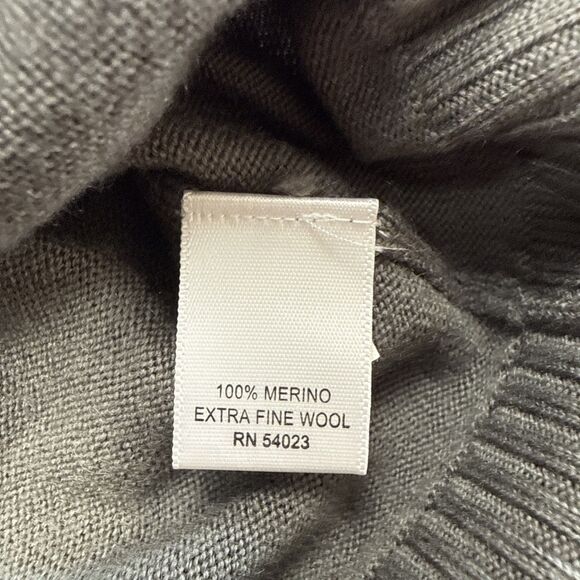 100% MERINO
EXTRA FINE WOOL
RN 54023